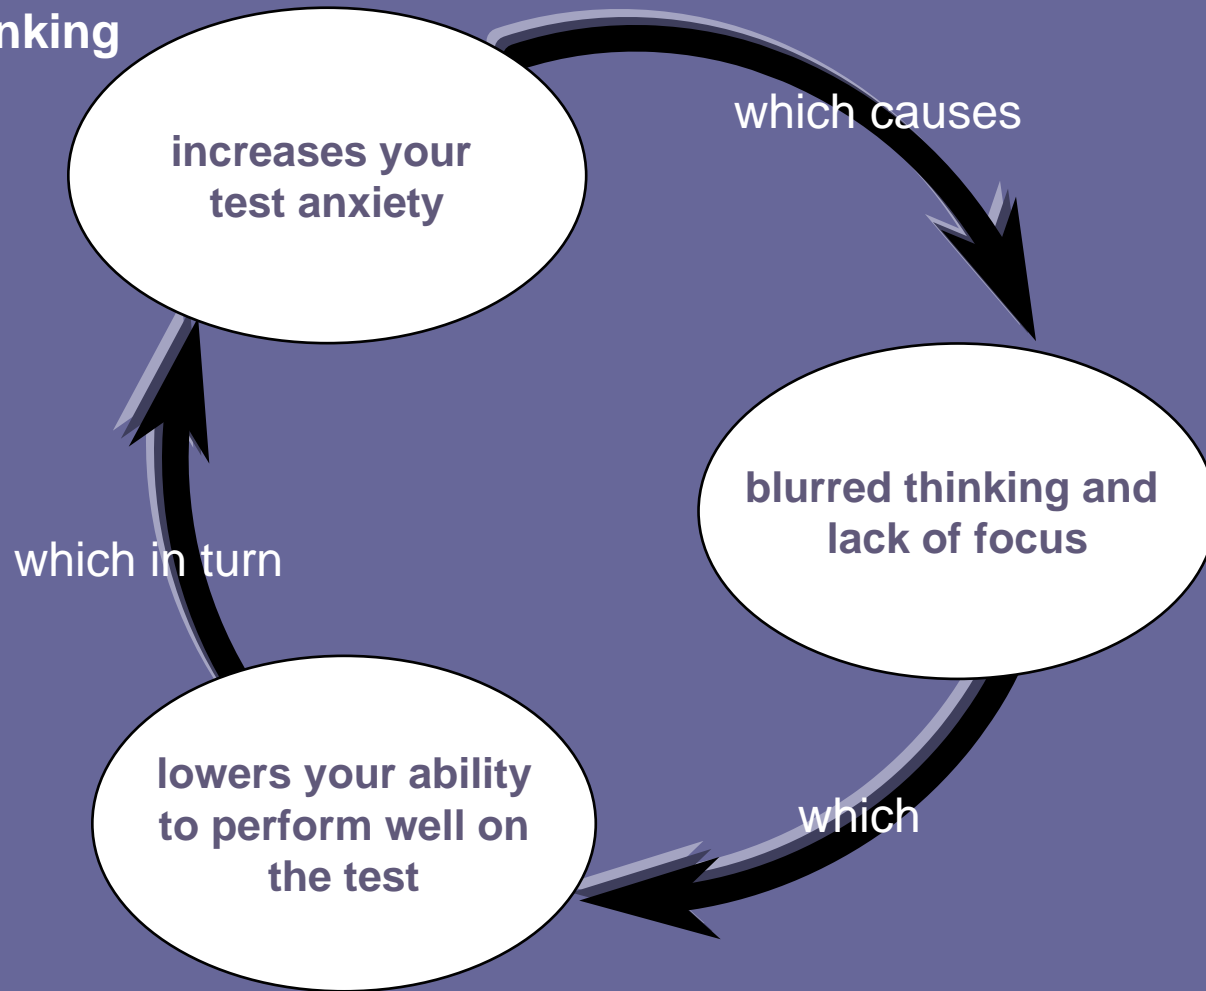 nking
increases your
test anxiety
which causes
blurred thinking and
lack of focus
which
lowers your ability
to perform well on
the test
which in turn